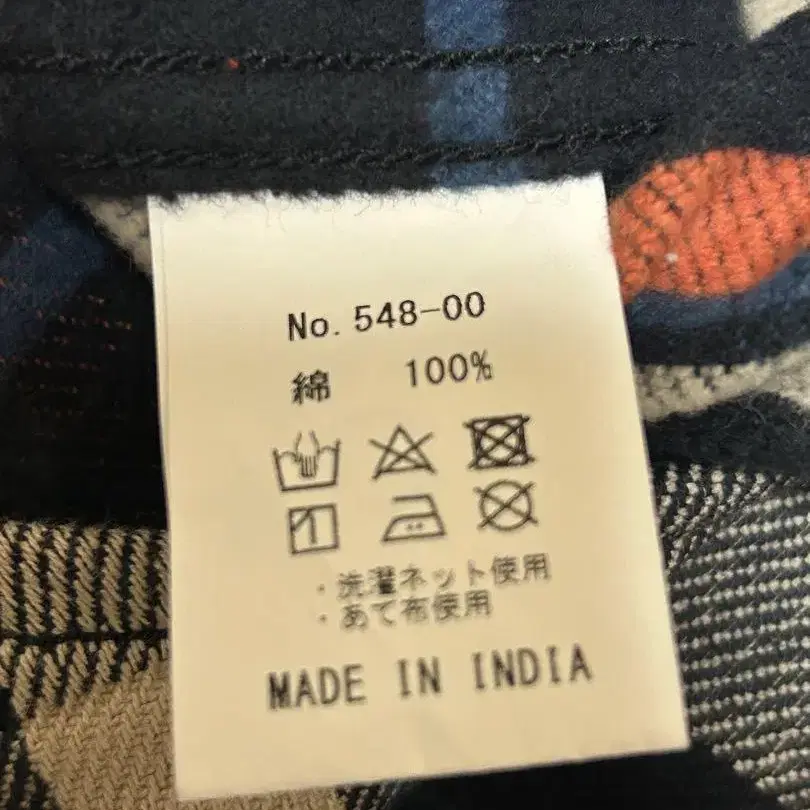 No. 548-00
綿 100%
・洗濯ネット使用
・あて布使用
MADE IN INDIA